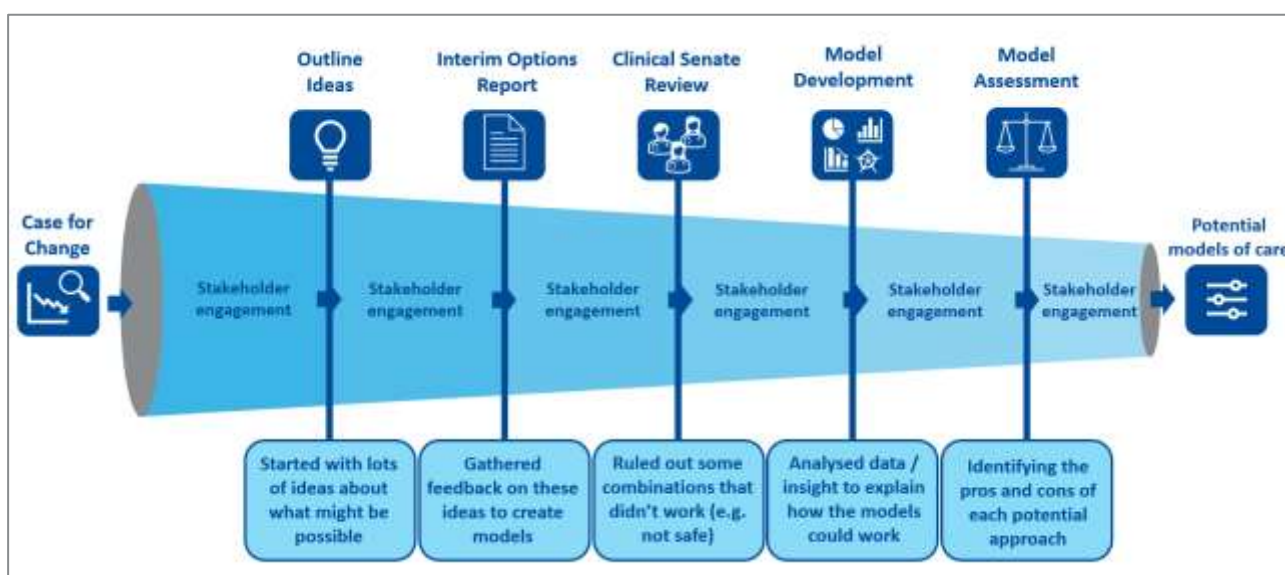 Outline
Ideas
Interim Options
Report
Clinical Senate
Review
Model
Development
Model
Assessment
Case for
Change
Potential
models of care
Stakeholder
engagement
Stakeholder
engagement
Stakeholder
engagement
Stakeholder
engagement
Stakeholder
engagement
Stakeholder
engagement
Started with lots
of ideas about
what might be
possible
Gathered
feedback on these
ideas to create
models
Ruled out some
combinations that
didn't work (e.g.
not safe)
Analysed data /
insight to explain
how the models
could work
Identifying the
pros and cons of
each potential
approach